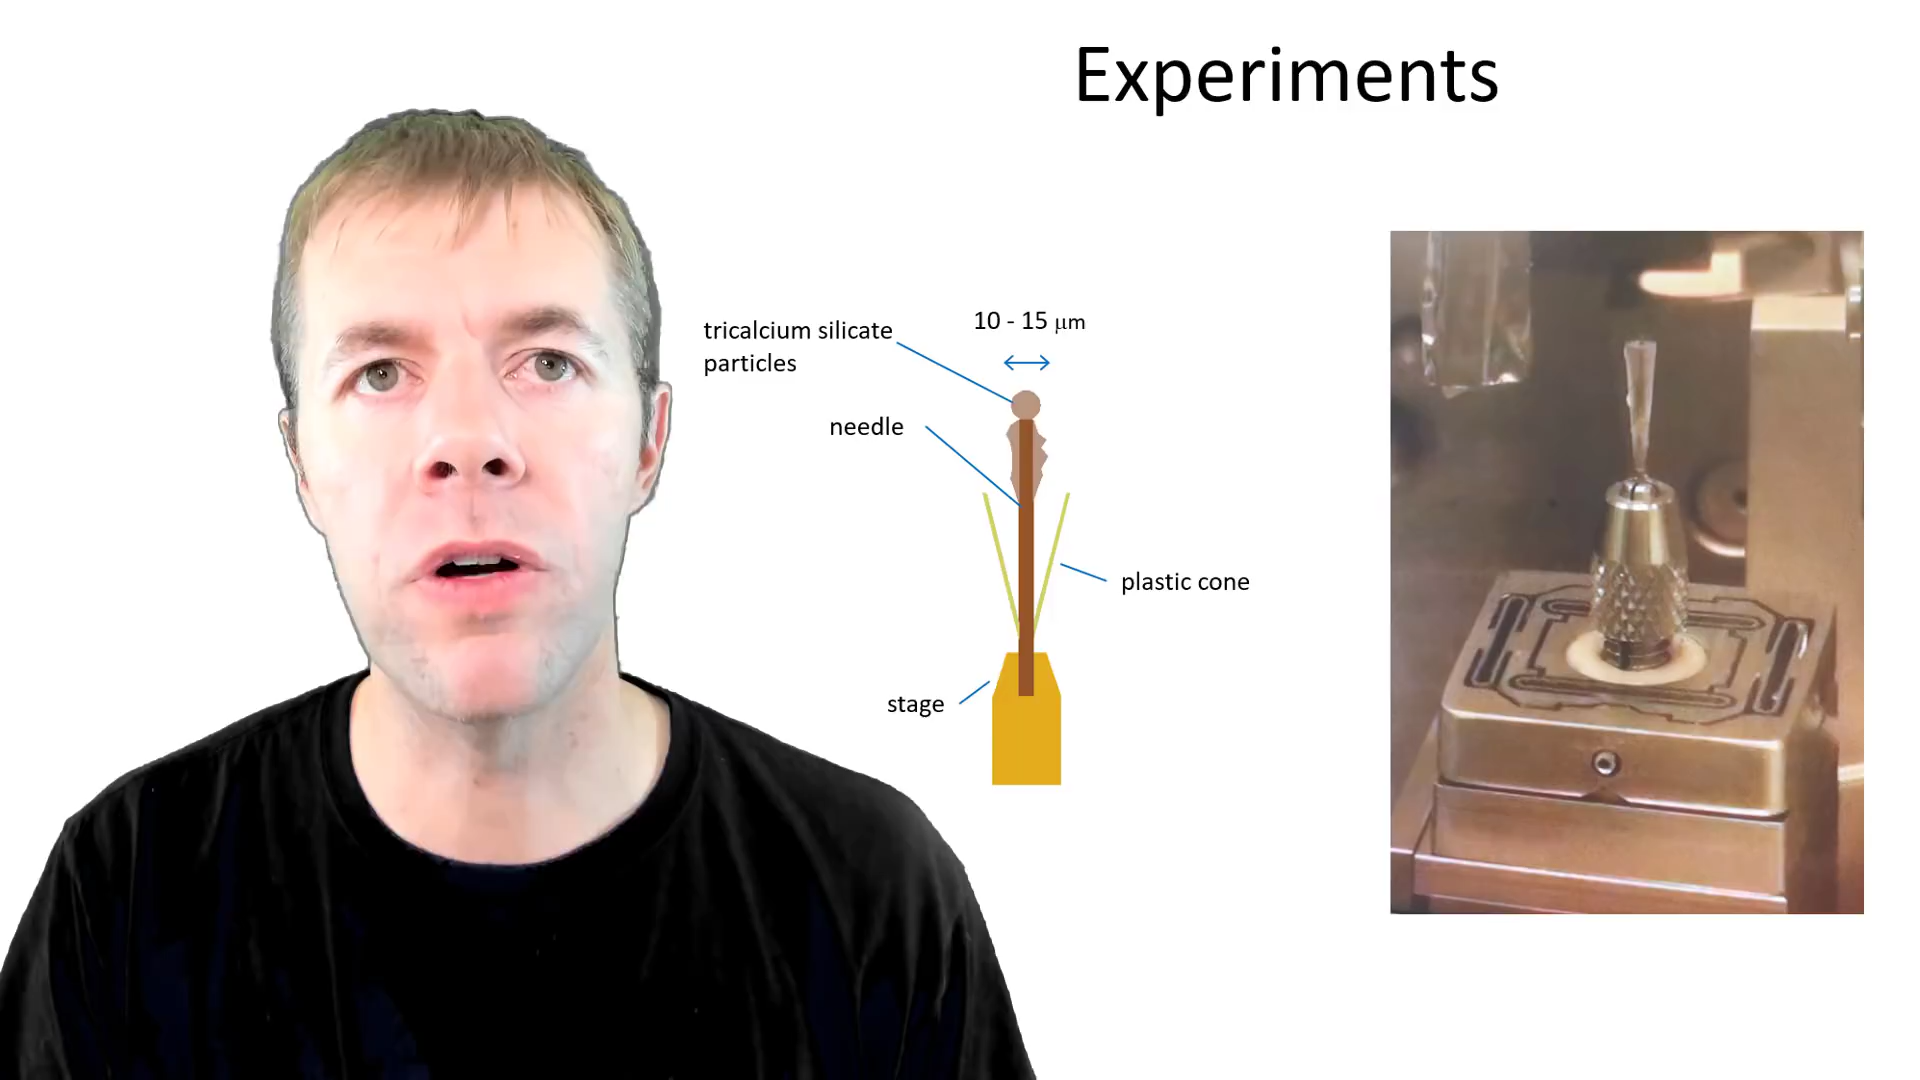 Experiments
tricalcium silicate
particles
10 - 15 μm
needle
plastic cone
stage